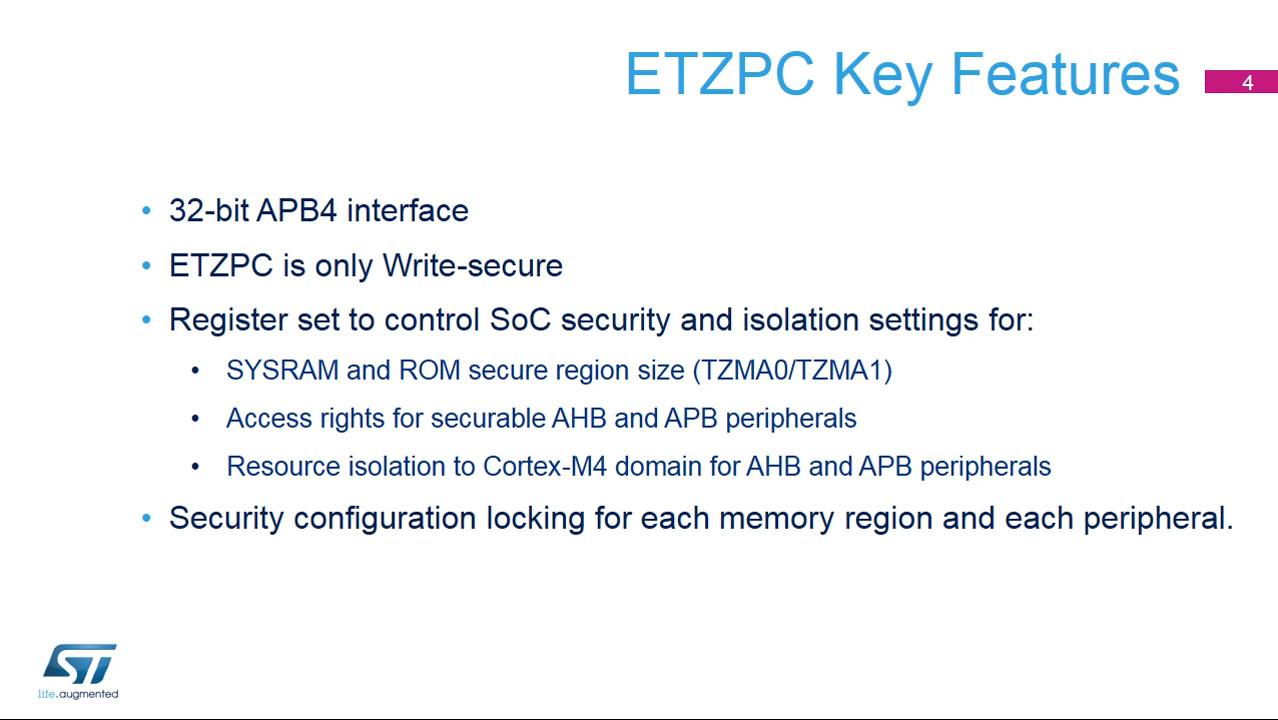 ETZPC Key Features
4
• 32-bit APB4 interface
• ETZPC is only Write-secure
• Register set to control SoC security and isolation settings for:
• SYSRAM and ROM secure region size (TZMA0/TZMA1)
• Access rights for securable AHB and APB peripherals
• Resource isolation to Cortex-M4 domain for AHB and APB peripherals
• Security configuration locking for each memory region and each peripheral.
ST
life.augmented